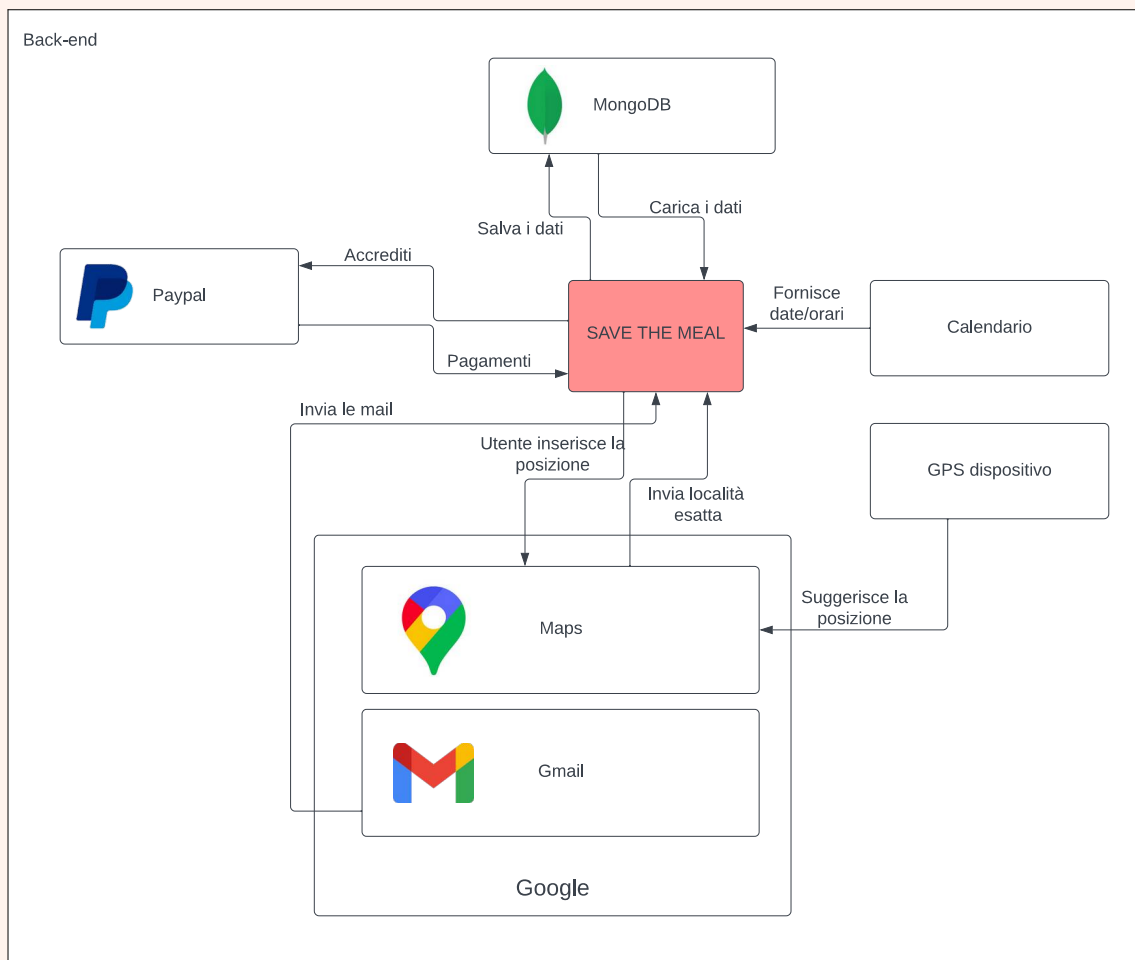 Back-end
MongoDB
Salva i dati
Carica i dati
Accrediti
Paypal
Pagamenti
SAVE THE MEAL
Fornisce
date/orari
Calendario
Invia le mail
Utente inserisce la
posizione
Invia località
esatta
GPS dispositivo
Suggerisce la
posizione
Maps
Gmail
Google